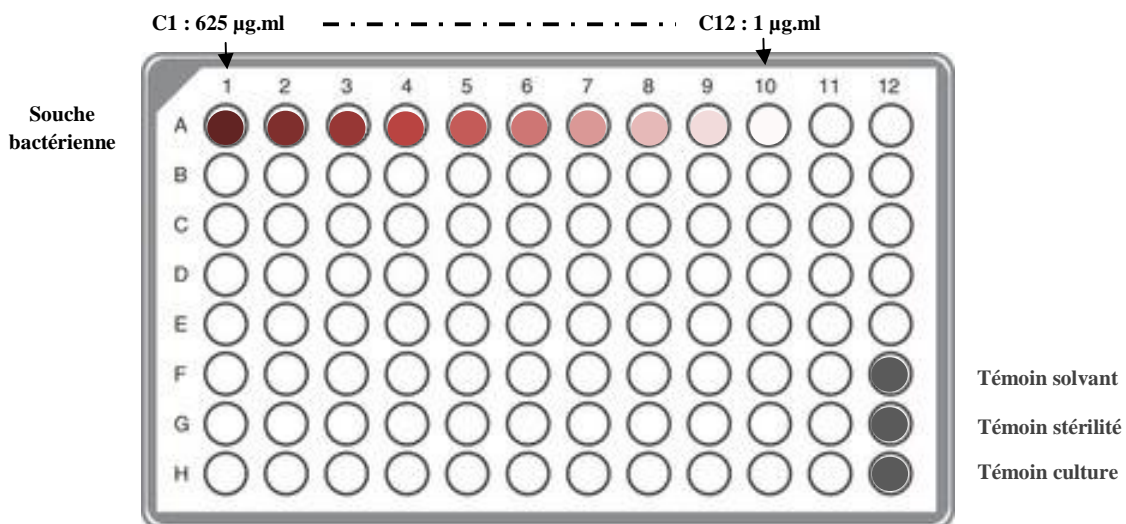 C1 : 625 µg.ml C12 : 1 µg.ml
1 2 3 4 5 6 7 8 9 10 11 12
Souche
bactérienne
A
B
C
D
E
F Témoin solvant
G Témoin stérilité
H Témoin culture